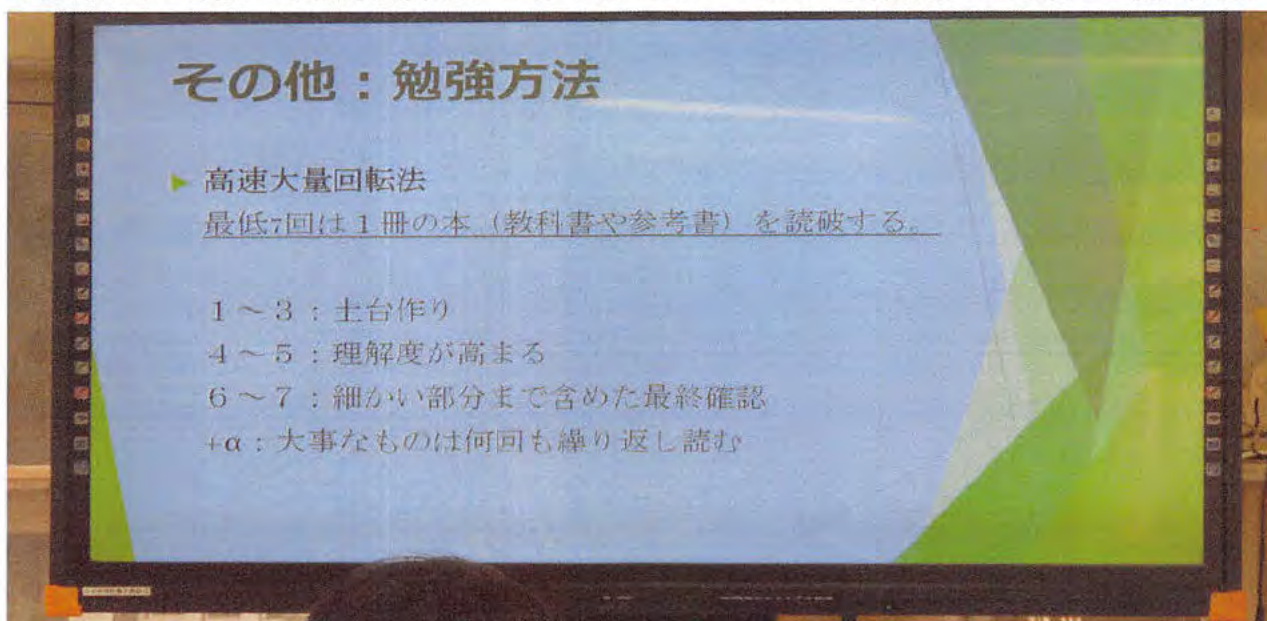 その他：勉強方法
高速大量回転法
最低7回は１冊の本（教科書や参考書）を読破する。
１～３：土台作り
４～５：理解度が高まる
６～７：細かい部分まで含めた最終確認
+α：大事なものは何回も繰り返し読む